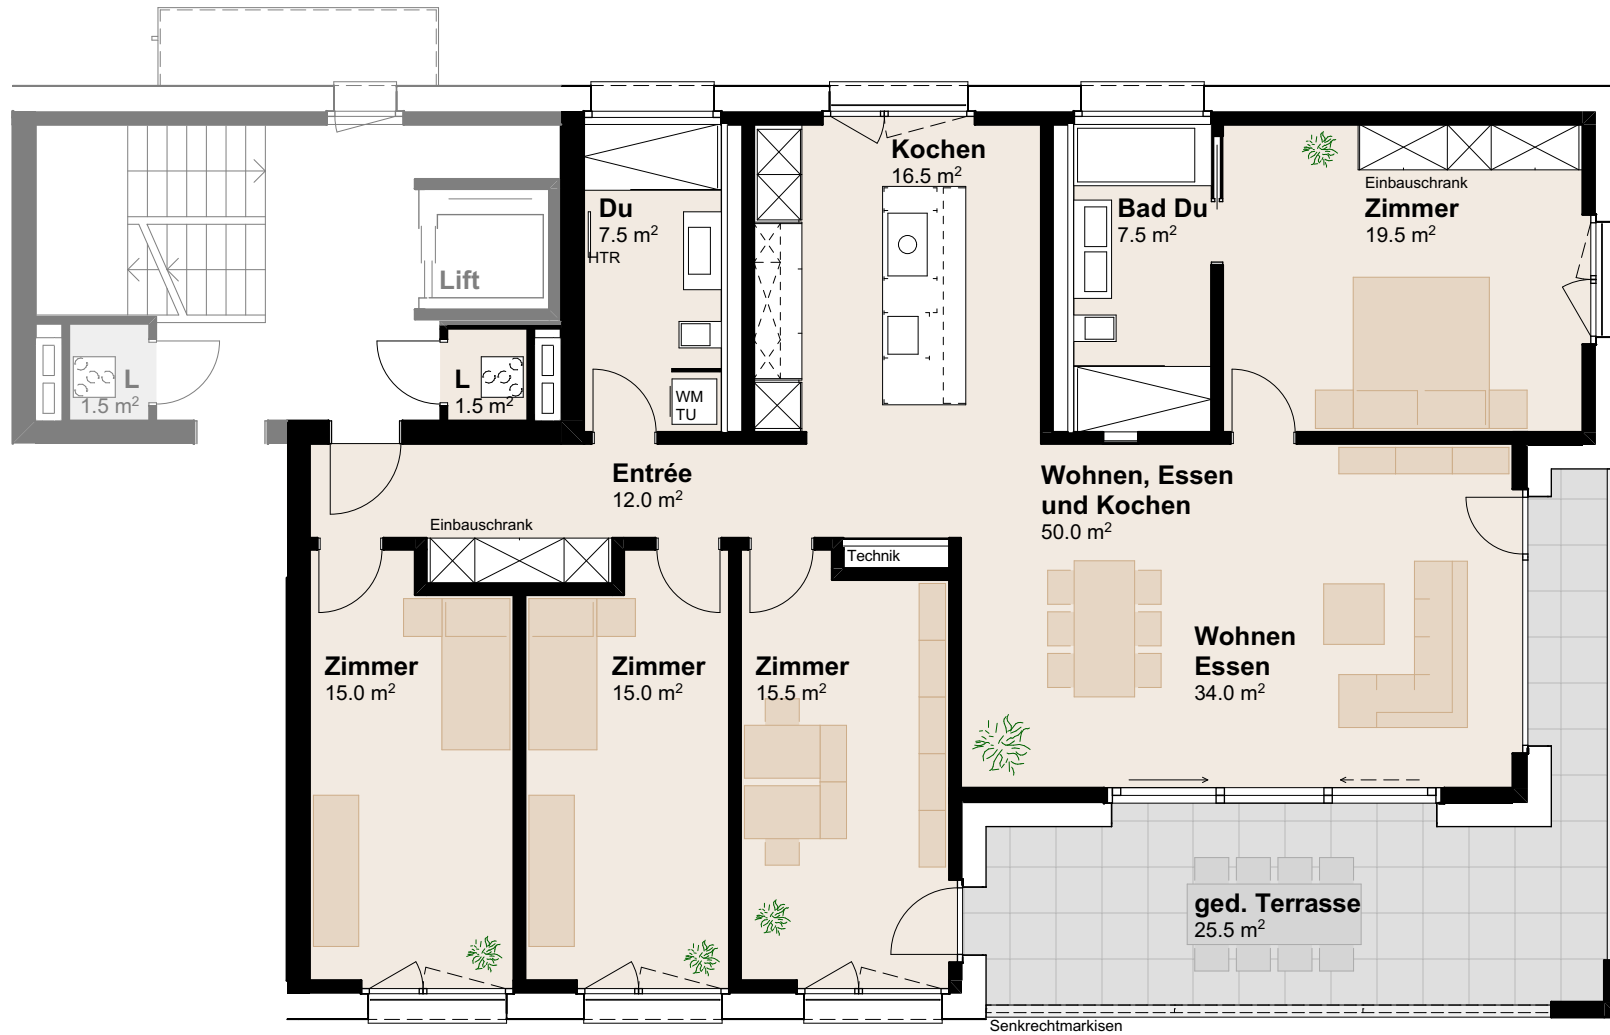 Kochen
16.5 m²
Einbauschrank
Du
7.5 m²
HTR
Bad Du
7.5 m²
Zimmer
19.5 m²
Lift
L
1.5 m²
L
1.5 m²
WM
TU
Entrée
12.0 m²
Wohnen, Essen
und Kochen
50.0 m²
Einbauschrank
Technik
Zimmer
15.0 m²
Zimmer
15.0 m²
Zimmer
15.5 m²
Wohnen
Essen
34.0 m²
ged. Terrasse
25.5 m²
Senkrechtmarkisen